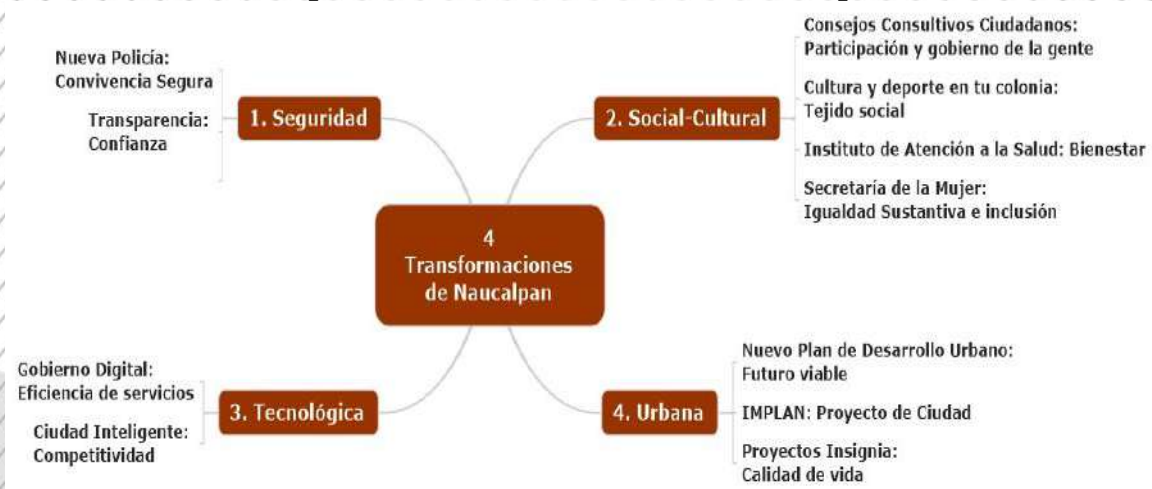 4
Transformaciones
de Naucalpan
1. Seguridad
Nueva Policía:
Convivencia Segura
Transparencia:
Confianza
2. Social-Cultural
Consejos Consultivos Ciudadanos:
Participación y gobierno de la gente
Cultura y deporte en tu colonia:
Tejido social
Instituto de Atención a la Salud: Bienestar
Secretaría de la Mujer:
Igualdad Sustantiva e inclusión
3. Tecnológica
Gobierno Digital:
Eficiencia de servicios
Ciudad Inteligente:
Competitividad
4. Urbana
Nuevo Plan de Desarrollo Urbano:
Futuro viable
IMPLAN: Proyecto de Ciudad
Proyectos Insignia:
Calidad de vida